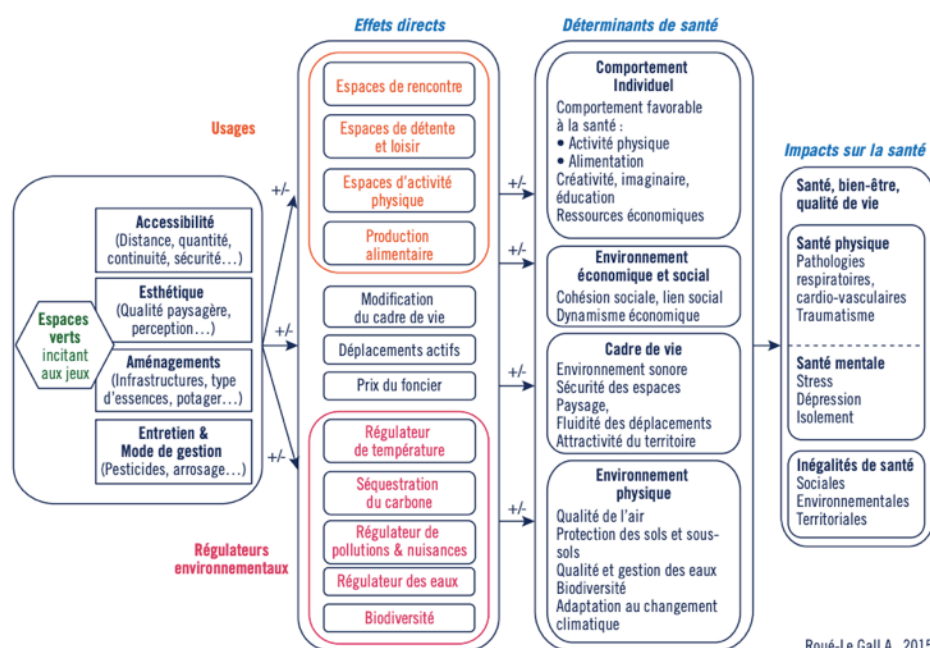 Effets directs
Déterminants de santé
Impacts sur la santé
Usages
Régulateurs
environnementaux
Espaces
verts
incitant
aux jeux
Accessibilité
(Distance, quantité,
continuité, sécurité…)
Esthétique
(Qualité paysagère,
perception…)
Aménagements
(Infrastructures, type
d'essences, potager…)
Entretien &
Mode de gestion
(Pesticides, arrosage…)
+/-
+/-
+/-
Espaces de rencontre
Espaces de détente
et loisir
Espaces d'activité
physique
Production
alimentaire
Modification
du cadre de vie
Déplacements actifs
Prix du foncier
Régulateur
de température
Séquestration
du carbone
Régulateur de
pollutions & nuisances
Régulateur des eaux
Biodiversité
+/-
+/-
+/-
+/-
Comportement
Individuel
Comportement favorable
à la santé :
• Activité physique
• Alimentation
Créativité, imaginaire,
éducation
Ressources économiques
Environnement
économique et social
Cohésion sociale, lien social
Dynamisme économique
Cadre de vie
Environment sonore
Sécurité des espaces
Paysage,
Fluidité des déplacements
Attractivité du territoire
Environnement
physique
Qualité de l'air
Protection des sols et sous-
sols
Qualité et gestion des eaux
Biodiversité
Adaptation au changement
climatique
Santé, bien-être,
qualité de vie
Santé physique
Pathologies
respiratoires,
cardio-vasculaires
Traumatisme
Santé mentale
Stress
Dépression
Isolement
Inégalités de santé
Sociales
Environnementales
Territoriales
Roué-Le Gall A., 2015